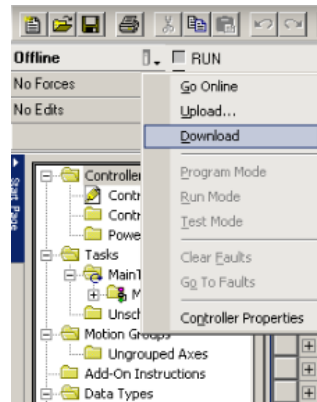 Offline
RUN
No Forces
No Edits
Go Online
Upload...
Download
Program Mode
Run Mode
Test Mode
Clear Faults
Go To Faults
Controller Properties
Start Page
Controller
Contr
Contr
Powe
Tasks
MainT
M
Unsch
Motion Groups
Ungrouped Axes
Add-On Instructions
Data Types